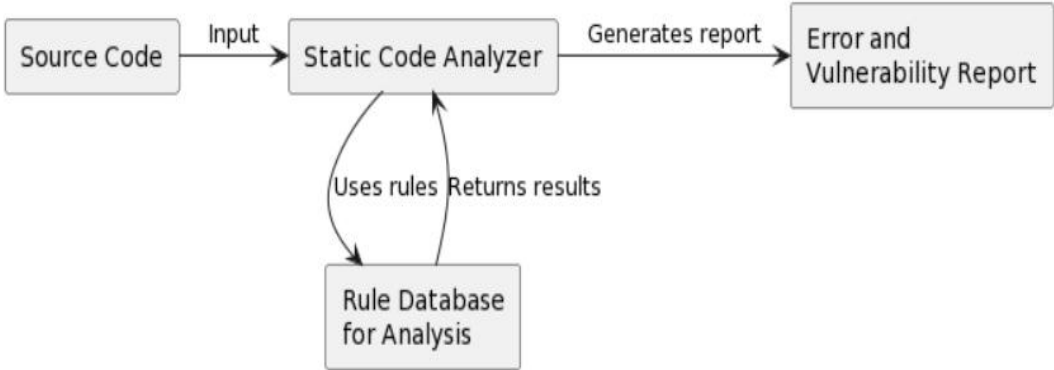 Source Code
Input
Static Code Analyzer
Generates report
Error and
Vulnerability Report
Uses rules
Returns results
Rule Database
for Analysis